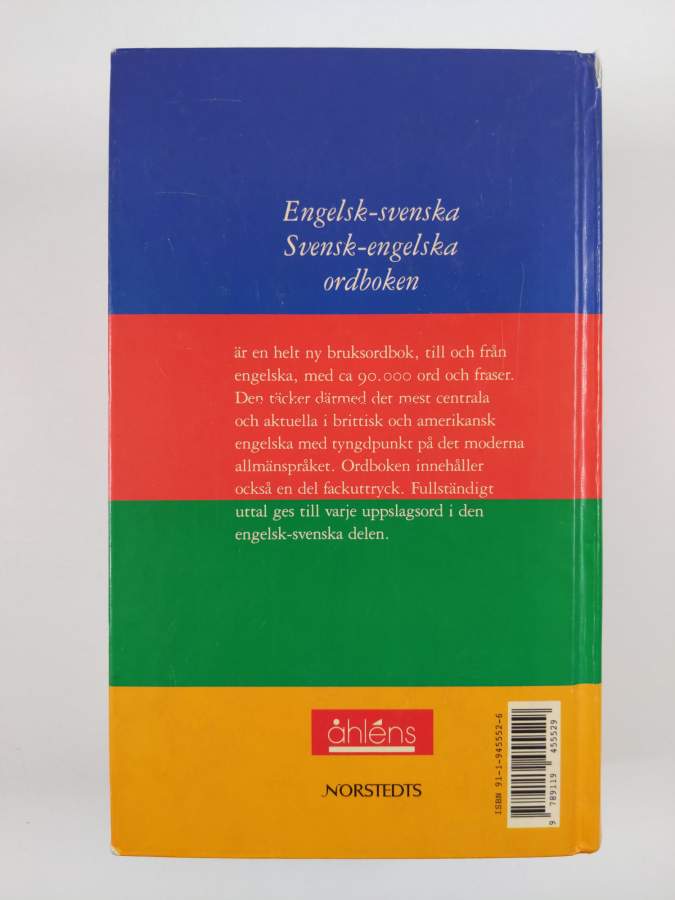 Engelsk-svenska
Svensk-engelska
ordboken
är en helt ny bruksordbok, till och från
engelska, med ca 90.000 ord och fraser.
Den täcker därmed det mest centrala
och aktuella i brittisk och amerikansk
engelska med tyngdpunkt på det moderna
allmänspråket. Ordboken innehåller
också en del fackuttryck. Fullständigt
uttal ges till varje uppslagsord i den
engelsk-svenska delen.
åhléns
NORSTEDTS
ISBN 91-1-945552-6
9 789119 455529